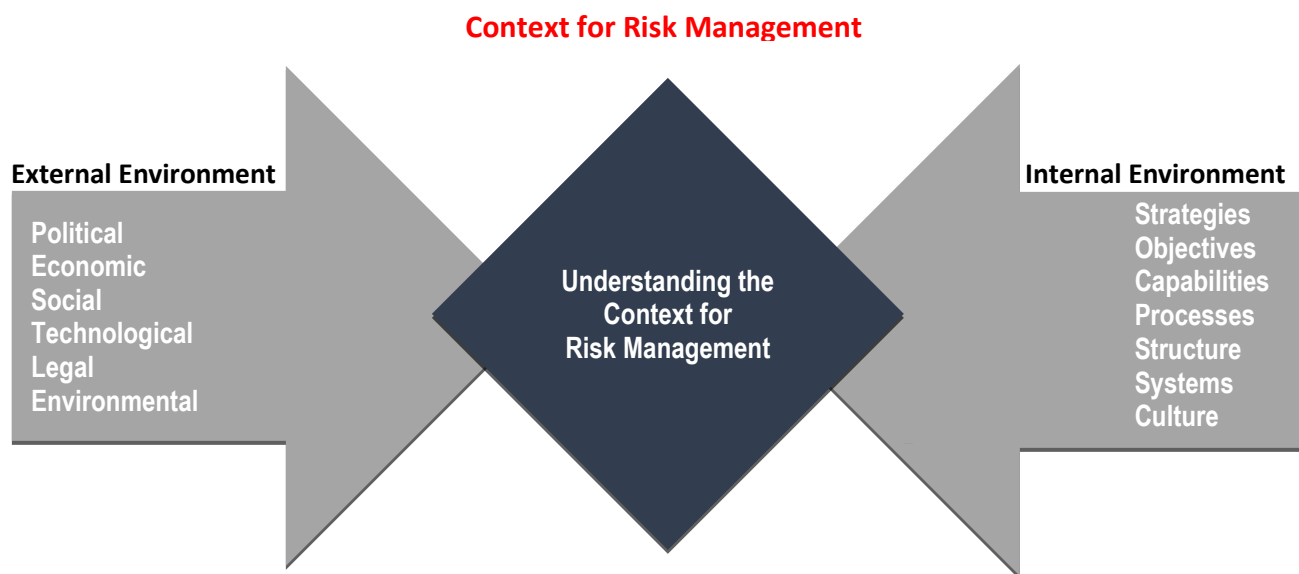 Context for Risk Management
External Environment
Political
Economic
Social
Technological
Legal
Environmental
Understanding the
Context for
Risk Management
Internal Environment
Strategies
Objectives
Capabilities
Processes
Structure
Systems
Culture